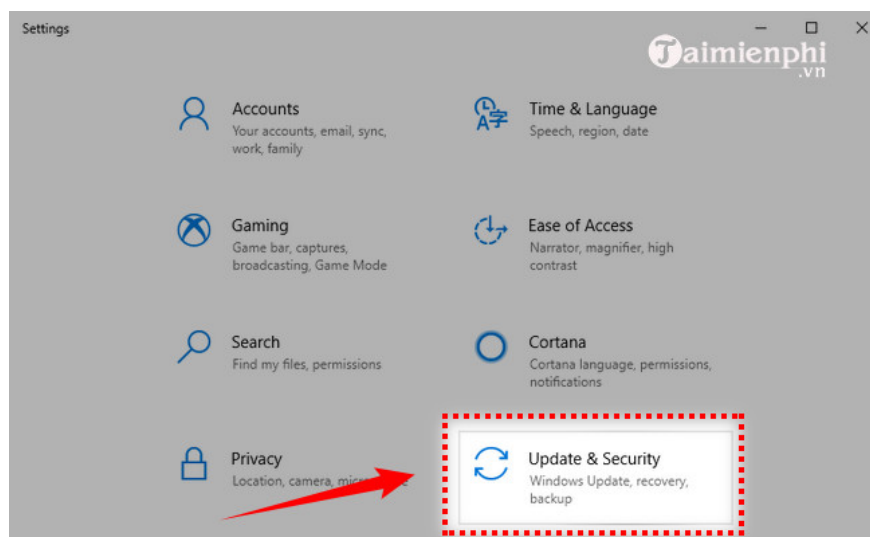 Settings
Taimienphi
.vn
Accounts
Your accounts, email, sync,
work, family
Time & Language
Speech, region, date
Gaming
Game bar, captures,
broadcasting, Game Mode
Ease of Access
Narrator, magnifier, high
contrast
Search
Find my files, permissions
Cortana
Cortana language, permissions,
notifications
Privacy
Location, camera,
Update & Security
Windows Update, recovery,
backup